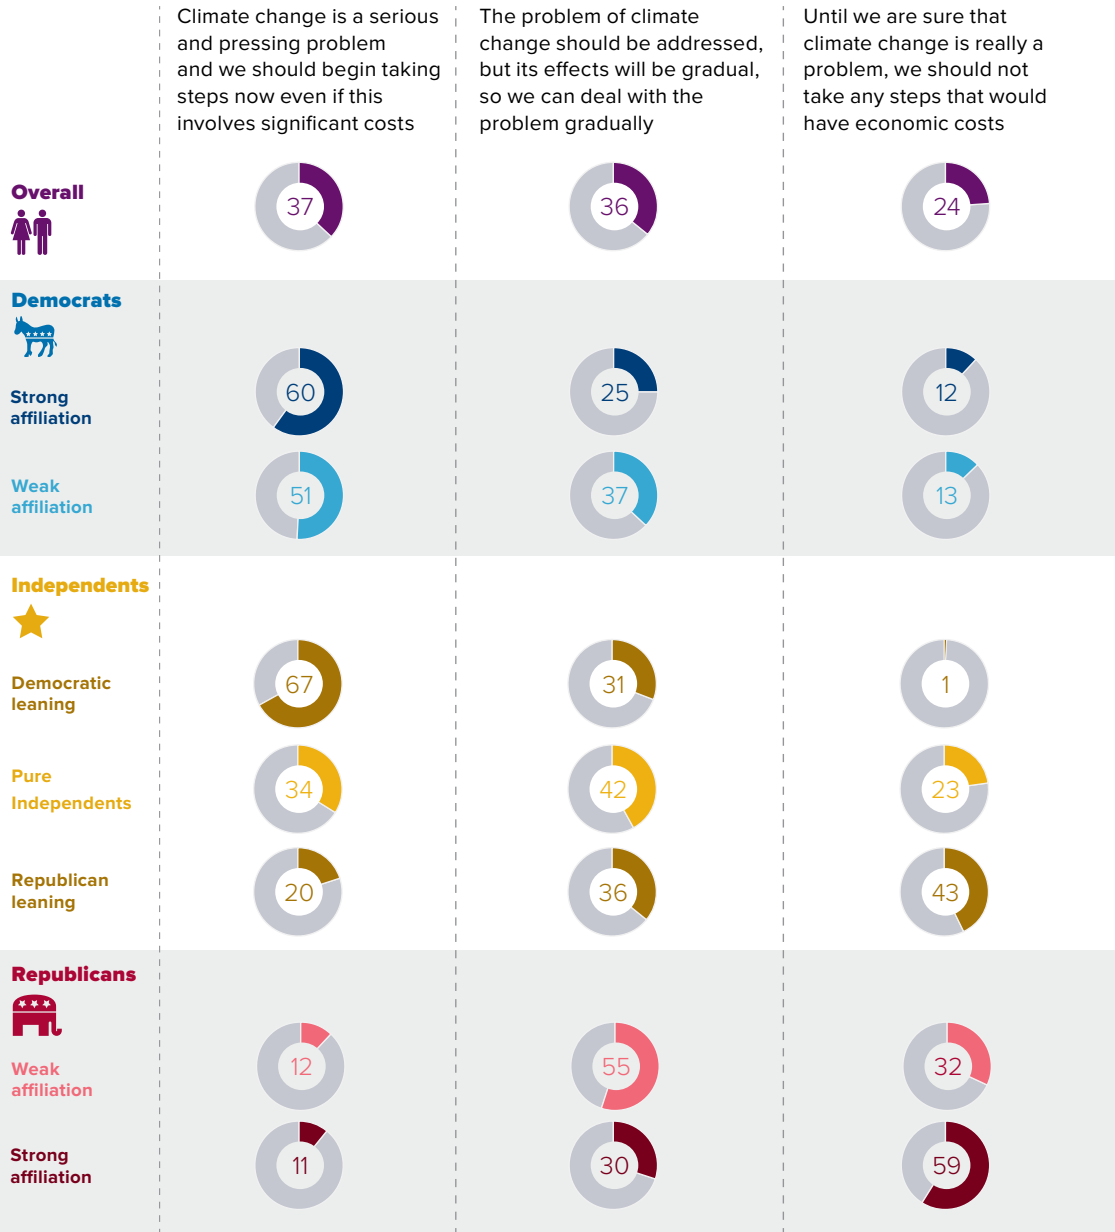 Climate change is a serious
and pressing problem
and we should begin taking
steps now even if this
involves significant costs
The problem of climate
change should be addressed,
but its effects will be gradual,
so we can deal with the
problem gradually
Until we are sure that
climate change is really a
problem, we should not
take any steps that would
have economic costs
Overall
37
36
24
Democrats
Strong
affiliation
60
25
12
Weak
affiliation
51
37
13
Independents
Democratic
leaning
67
31
1
Pure
Independents
34
42
23
Republican
leaning
20
36
43
Republicans
Weak
affiliation
12
55
32
Strong
affiliation
11
30
59